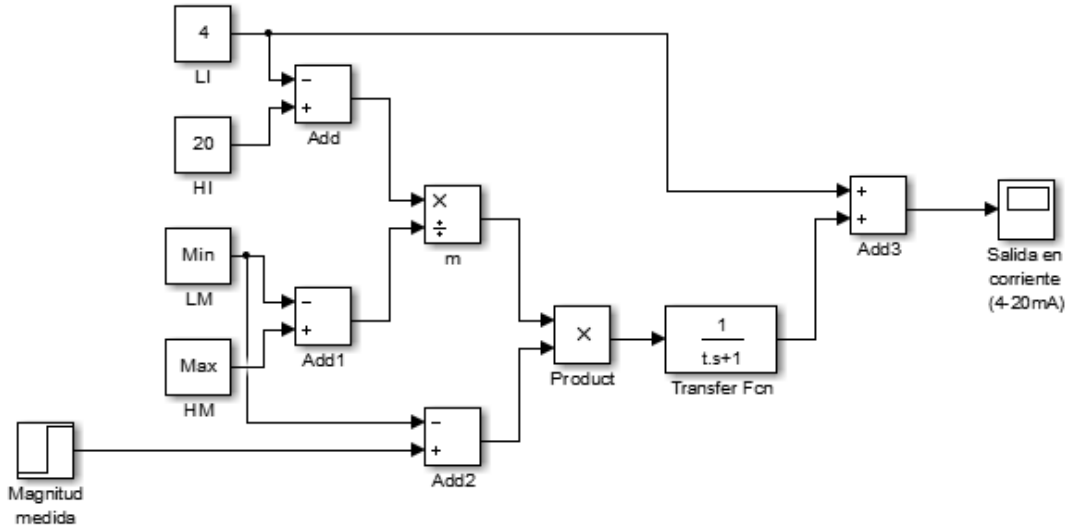 4
LI
−
+
Add
20
HI
×
÷
m
+
+
Add3
Salida en
corriente
(4-20mA)
Min
LM
−
+
Add1
Max
HM
×
Product
1
t.s+1
Transfer Fcn
−
+
Add2
Magnitud
medida